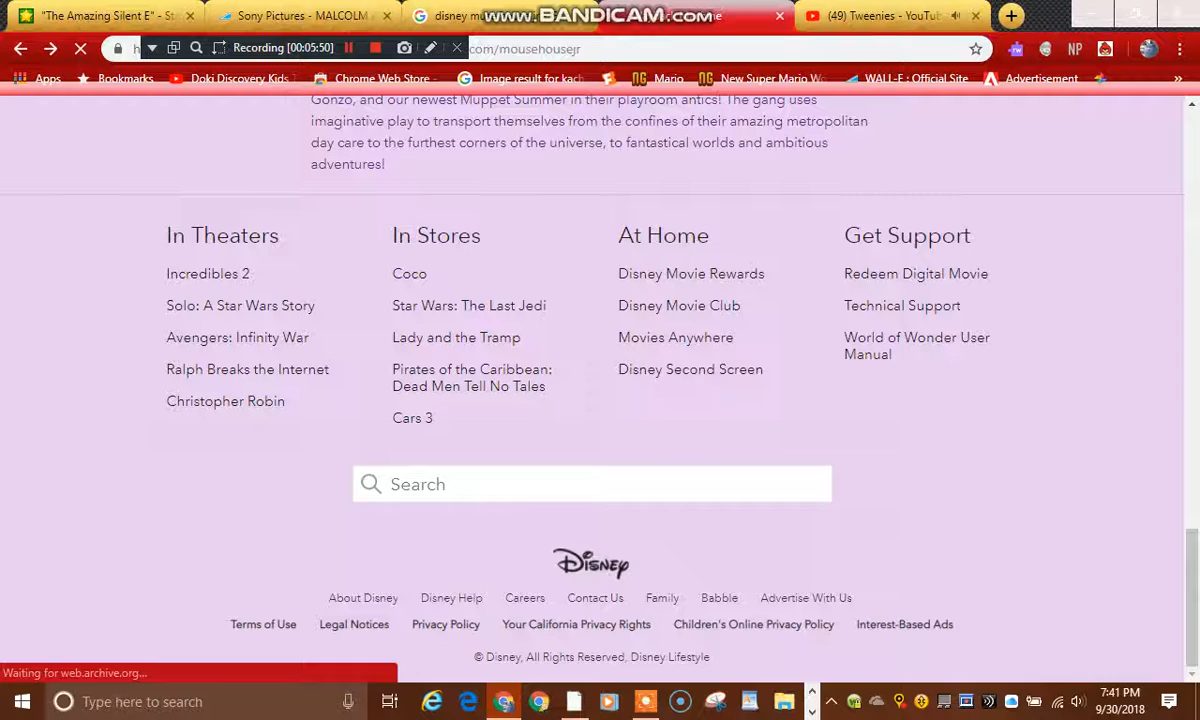 "The Amazing Silent E" - S
Sony Pictures - MALCOLM
disney m
www.BANDICAM.com
me
(49) Tweenies - YouTu
Recording [00:05:50]
com/mousehousejr
NP
Apps
Bookmarks
Doki Discovery Kids
Chrome Web Store -
Image result for kach
Mario
New Super Mario Wo
WALL-E : Official Site
Advertisement
Gonzo, and our newest Muppet Summer in their playroom antics! The gang uses
imaginative play to transport themselves from the confines of their amazing metropolitan
day care to the furthest corners of the universe, to fantastical worlds and ambitious
adventures!
In Theaters
Incredibles 2
Solo: A Star Wars Story
Avengers: Infinity War
Ralph Breaks the Internet
Christopher Robin
In Stores
Coco
Star Wars: The Last Jedi
Lady and the Tramp
Pirates of the Caribbean:
Dead Men Tell No Tales
Cars 3
At Home
Disney Movie Rewards
Disney Movie Club
Movies Anywhere
Disney Second Screen
Get Support
Redeem Digital Movie
Technical Support
World of Wonder User
Manual
Search
Disney
About Disney Disney Help Careers Contact Us Family Babble Advertise With Us
Terms of Use Legal Notices Privacy Policy Your California Privacy Rights Children's Online Privacy Policy Interest-Based Ads
© Disney, All Rights Reserved, Disney Lifestyle
Waiting for web.archive.org...
Type here to search
7:41 PM
9/30/2018